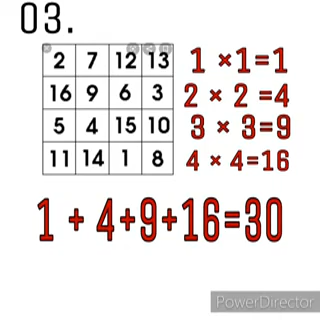 03.
2 7 12 13
1 ×1=1
16 9 6 3
2 × 2 =4
5 4 15 10
3 × 3=9
11 14 1 8
4 × 4=16
1 + 4+9+16=30
PowerDirector